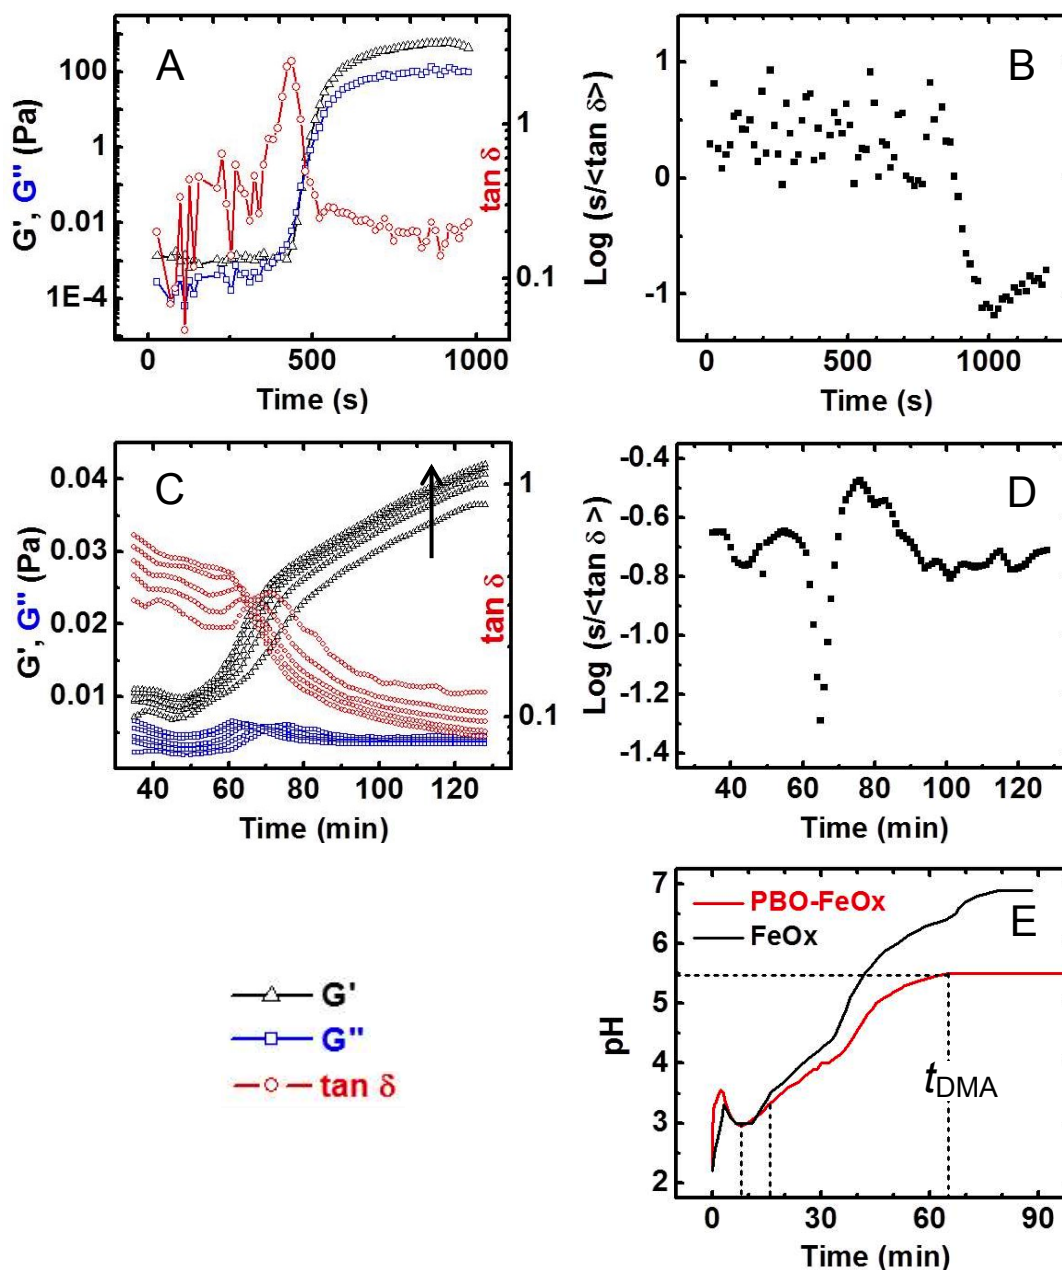 A
G', G" (Pa)
100
1
0.01
1E-4
1
0.1
tan δ
0
500
1000
Time (s)
B
Log (s/<tan δ>)
1
0
-1
0
500
1000
Time (s)
C
G', G" (Pa)
0.04
0.03
0.02
0.01
1
0.1
tan δ
40
60
80
100
120
Time (min)
D
Log (s/<tan δ >)
-0.4
-0.6
-0.8
-1.0
-1.2
-1.4
40
60
80
100
120
Time (min)
G'
G"
tan δ
E
PBO-FeOx
FeOx
pH
7
6
5
4
3
2
tDMA
0
30
60
90
Time (min)